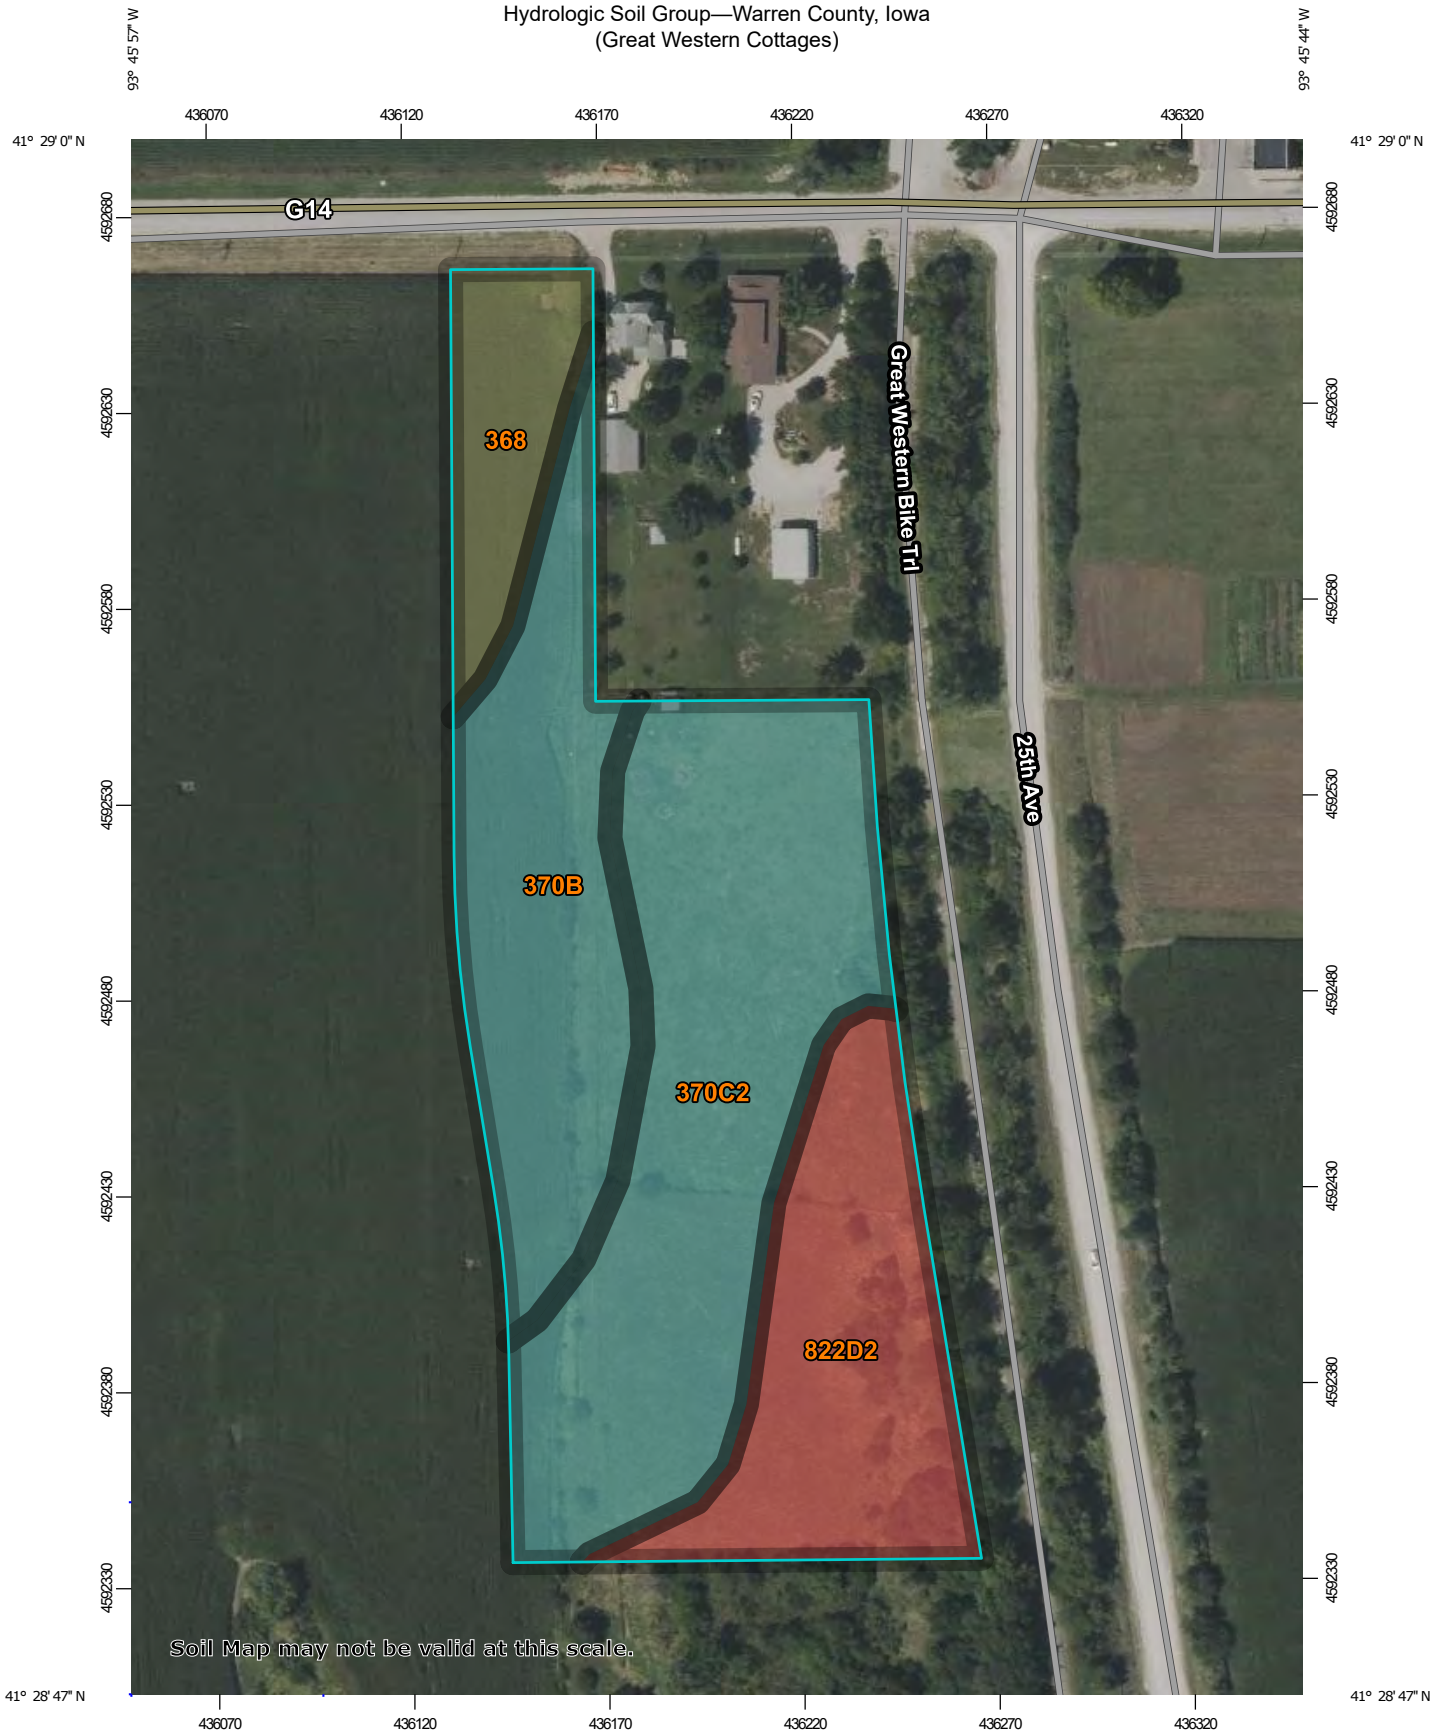 Hydrologic Soil Group—Warren County, Iowa
(Great Western Cottages)
93° 45' 57" W
93° 45' 44" W
436070 436120 436170 436220 436270 436320
41° 29' 0" N
41° 29' 0" N
4592680
4592680
G14
4592630
4592630
368
Great Western Bike Trl
4592580
4592580
25th Ave
4592530
4592530
370B
4592480
4592480
370C2
4592430
4592430
822D2
4592380
4592380
4592330
4592330
Soil Map may not be valid at this scale.
41° 28' 47" N
41° 28' 47" N
436070 436120 436170 436220 436270 436320